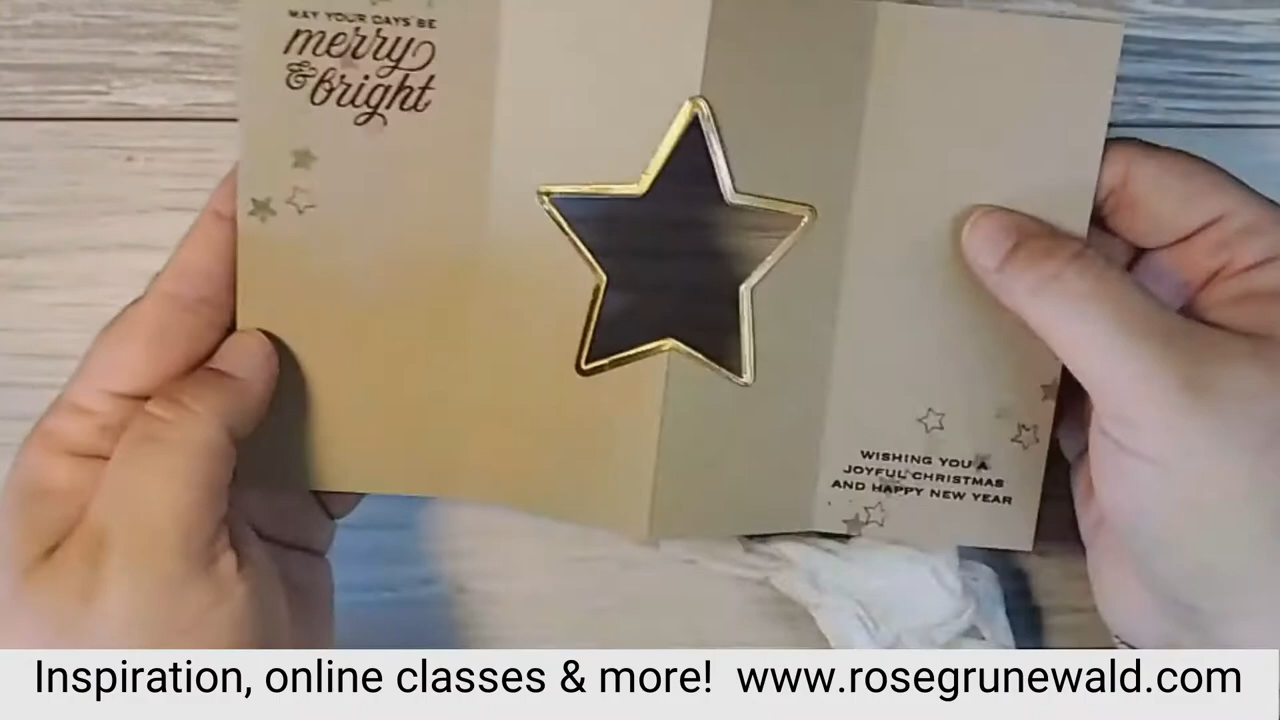 MAY YOUR DAYS BE
merry
& bright
WISHING YOU A
JOYFUL CHRISTMAS
AND HAPPY NEW YEAR
Inspiration, online classes & more!  www.rosegrunewald.com